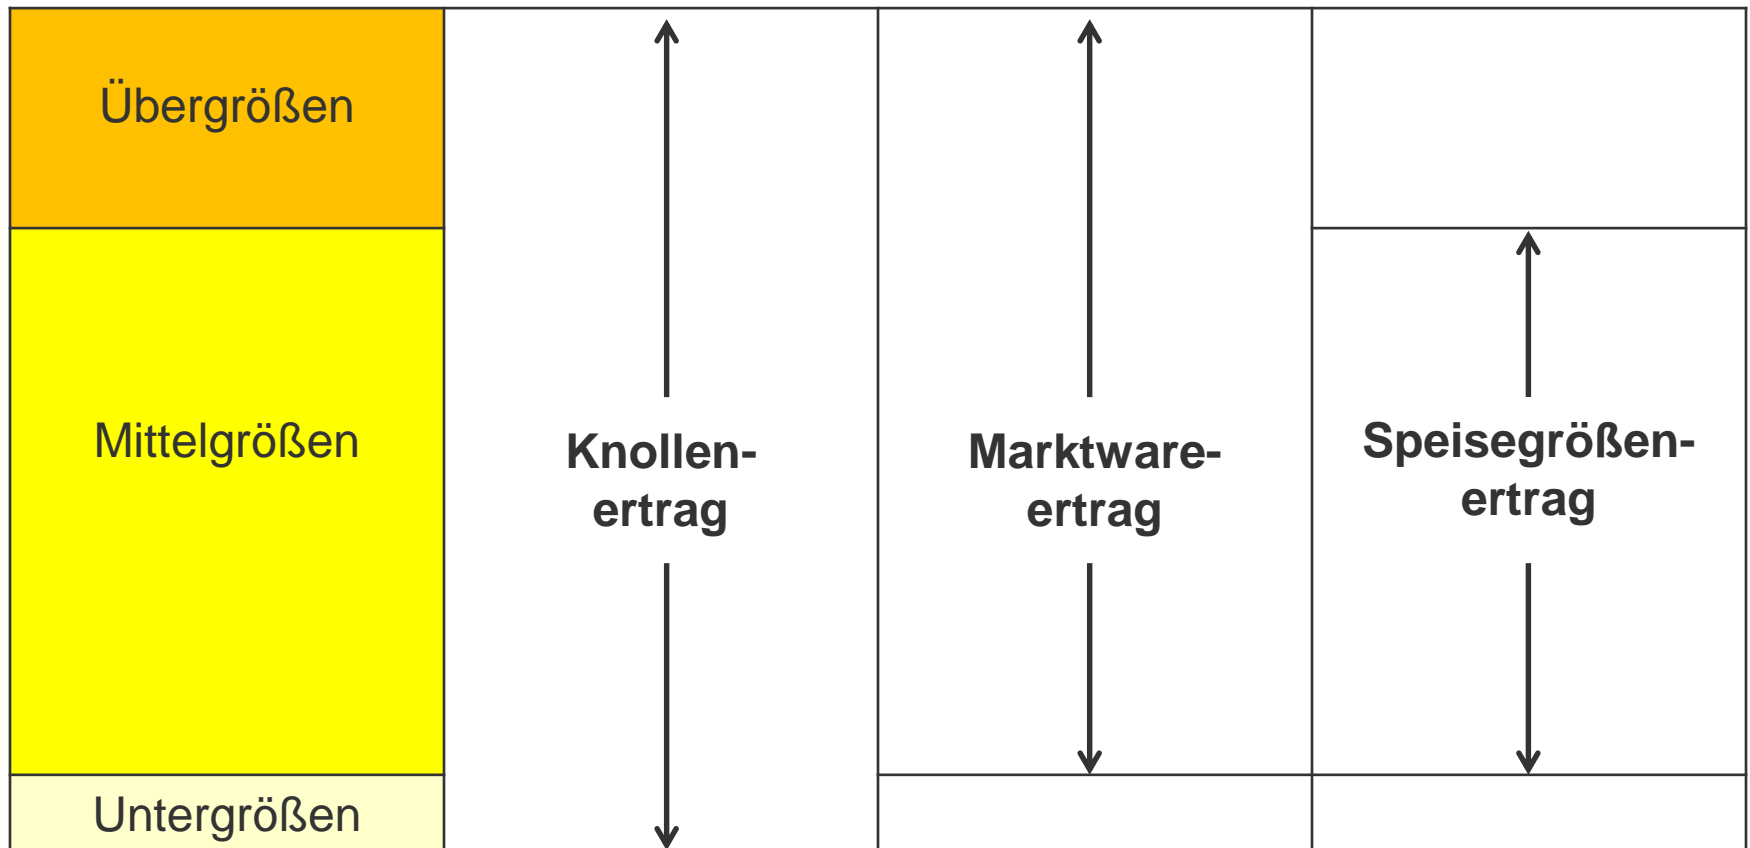 Übergrößen
Mittelgrößen
Untergrößen
Knollen-
ertrag
Marktware-
ertrag
Speisegrößen-
ertrag